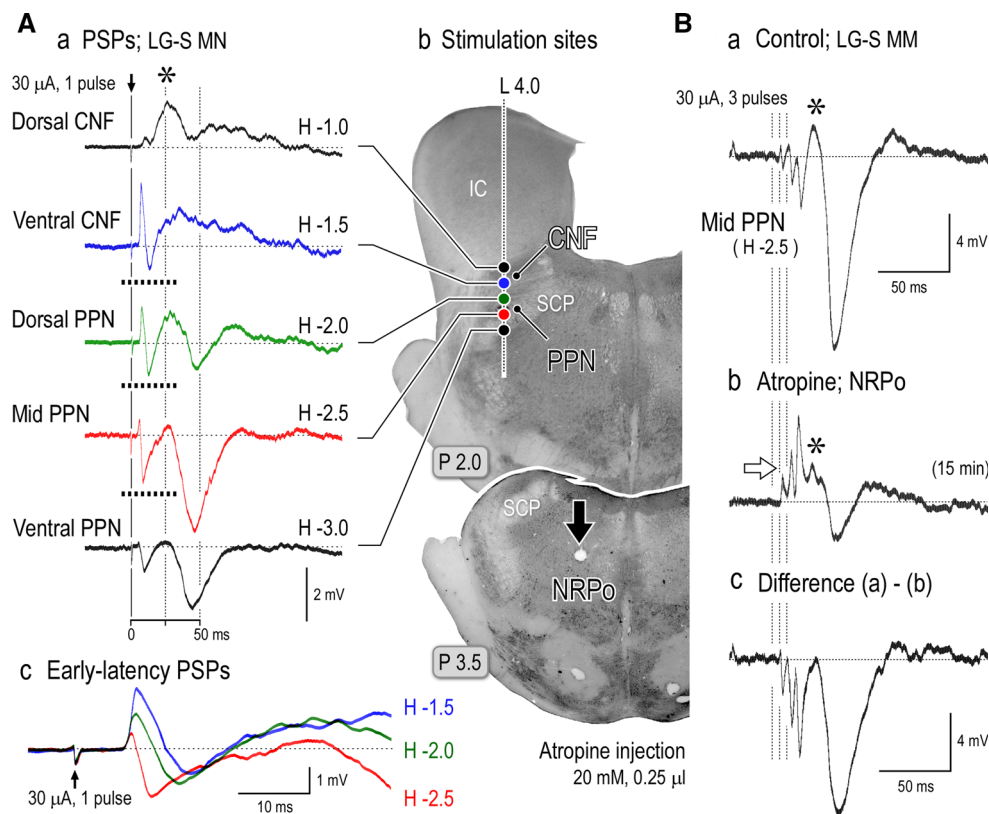 A
a PSPs; LG-S MN
30 µA, 1 pulse
*
Dorsal CNF
H -1.0
Ventral CNF
H -1.5
Dorsal PPN
H -2.0
Mid PPN
H -2.5
Ventral PPN
H -3.0
2 mV
0
50 ms
b Stimulation sites
L 4.0
IC
CNF
SCP
PPN
P 2.0
SCP
NRPo
P 3.5
Atropine injection
20 mM, 0.25 µl
c Early-latency PSPs
H -1.5
H -2.0
H -2.5
30 µA, 1 pulse
1 mV
10 ms
B
a Control; LG-S MM
30 µA, 3 pulses
*
Mid PPN
( H -2.5 )
4 mV
50 ms
b Atropine; NRPo
*
(15 min)
c Difference (a) - (b)
4 mV
50 ms